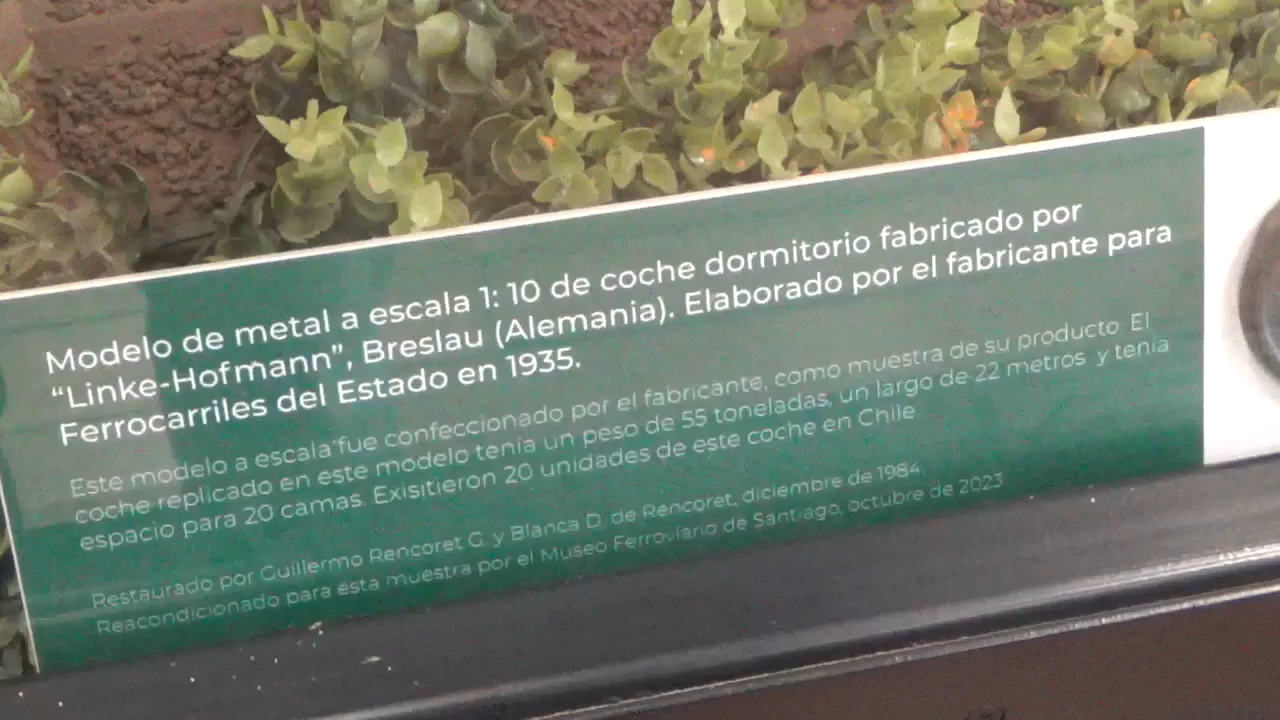 Modelo de metal a escala 1: 10 de coche dormitorio fabricado por
“Linke-Hofmann”, Breslau (Alemania). Elaborado por el fabricante para
Ferrocarriles del Estado en 1935.
Este modelo a escala fue confeccionado por el fabricante, como muestra de su producto. El
coche replicado en este modelo tenía un peso de 55 toneladas, un largo de 22 metros y tenía
espacio para 20 camas. Exisitieron 20 unidades de este coche en Chile.
Restaurado por Guillermo Rencoret G. y Blanca D. de Rencoret, diciembre de 1984.
Reacondicionado para esta muestra por el Museo Ferroviario de Santiago, octubre de 2023